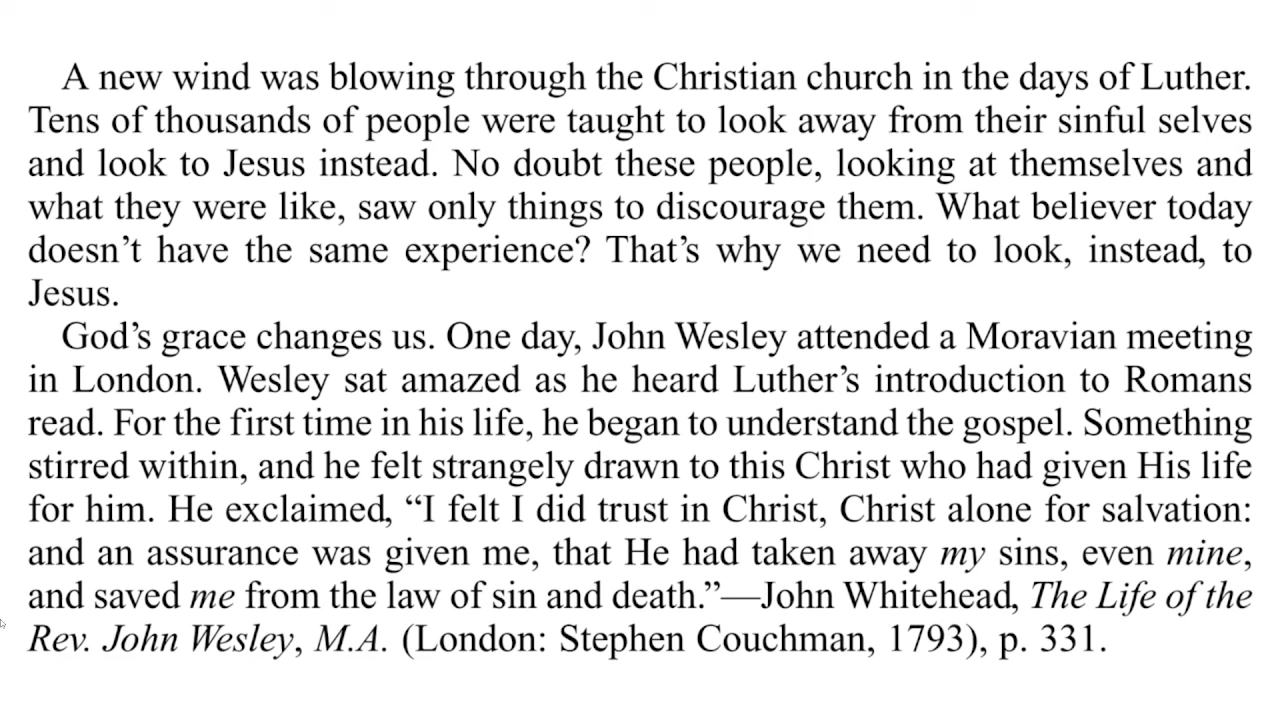 A new wind was blowing through the Christian church in the days of Luther.
Tens of thousands of people were taught to look away from their sinful selves
and look to Jesus instead. No doubt these people, looking at themselves and
what they were like, saw only things to discourage them. What believer today
doesn’t have the same experience? That’s why we need to look, instead, to
Jesus.
God’s grace changes us. One day, John Wesley attended a Moravian meeting
in London. Wesley sat amazed as he heard Luther’s introduction to Romans
read. For the first time in his life, he began to understand the gospel. Something
stirred within, and he felt strangely drawn to this Christ who had given His life
for him. He exclaimed, “I felt I did trust in Christ, Christ alone for salvation:
and an assurance was given me, that He had taken away my sins, even mine,
and saved me from the law of sin and death.”—John Whitehead, The Life of the
Rev. John Wesley, M.A. (London: Stephen Couchman, 1793), p. 331.